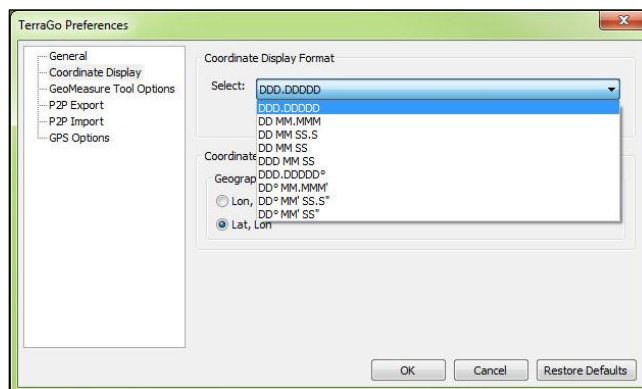 TerraGo Preferences
General
Coordinate Display
GeoMeasure Tool Options
P2P Export
P2P Import
GPS Options
Coordinate Display Format
Select: DDD.DDDDD
DDD.DDDDD
DD MM.MMM
DD MM SS.S
DD MM SS
DDD MM SS
DDD.DDDDD°
DD° MM.MMM'
DD° MM' SS.S"
DD° MM' SS"
Coordinate
Geograp
Lon,
Lat, Lon
OK Cancel Restore Defaults